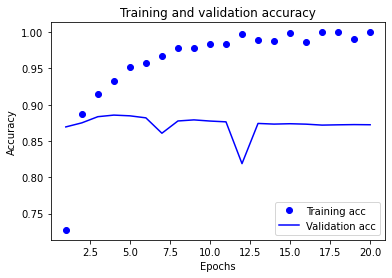 Training and validation accuracy
Accuracy
1.00
0.95
0.90
0.85
0.80
0.75
Training acc
Validation acc
2.5 5.0 7.5 10.0 12.5 15.0 17.5 20.0
Epochs